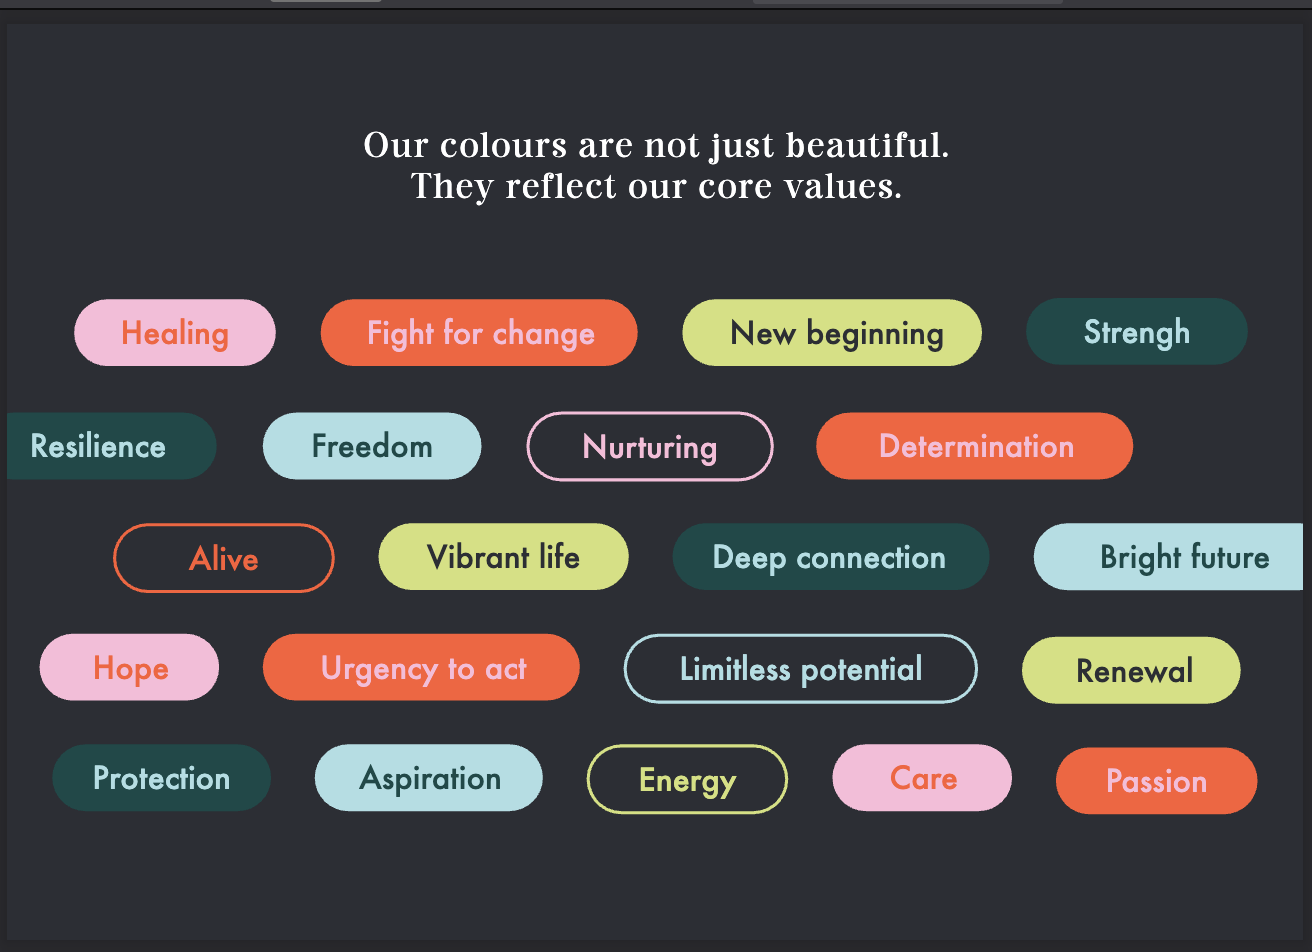 Our colours are not just beautiful.
They reflect our core values.
Healing
Fight for change
New beginning
Strengh
Resilience
Freedom
Nurturing
Determination
Alive
Vibrant life
Deep connection
Bright future
Hope
Urgency to act
Limitless potential
Renewal
Protection
Aspiration
Energy
Care
Passion